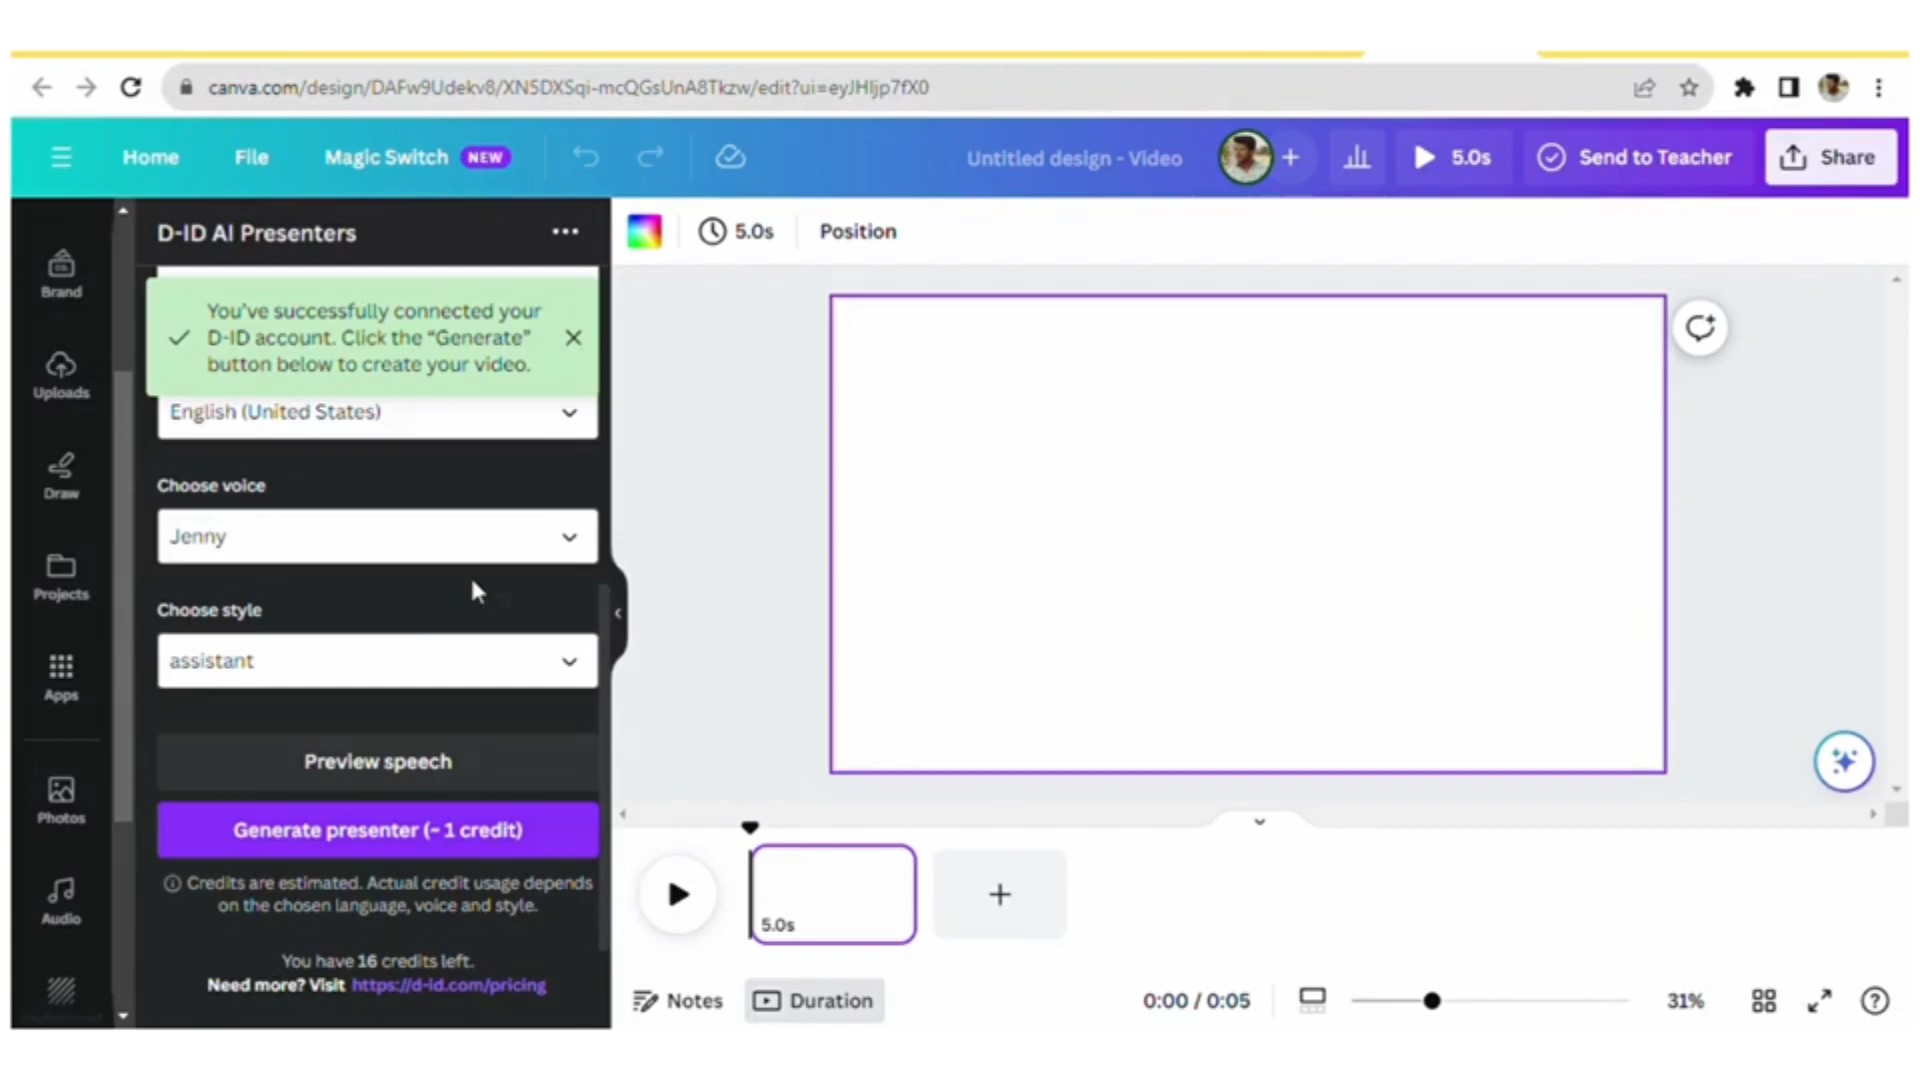 canva.com/design/DAFw9Udekv8/XN5DXSqi-mcQGsUnA8Tkzw/edit?ui=eyJHIjp7fX0
Home File Magic Switch NEW Untitled design - Video + 5.0s Send to Teacher Share
D-ID AI Presenters
5.0s Position
Brand
Uploads
Draw
Projects
Apps
Photos
Audio
You've successfully connected your
D-ID account. Click the “Generate”
button below to create your video.
English (United States)
Choose voice
Jenny
Choose style
assistant
Preview speech
Generate presenter (~ 1 credit)
Credits are estimated. Actual credit usage depends
on the chosen language, voice and style.
You have 16 credits left.
Need more? Visit https://d-id.com/pricing
5.0s
Notes Duration 0:00 / 0:05 31%